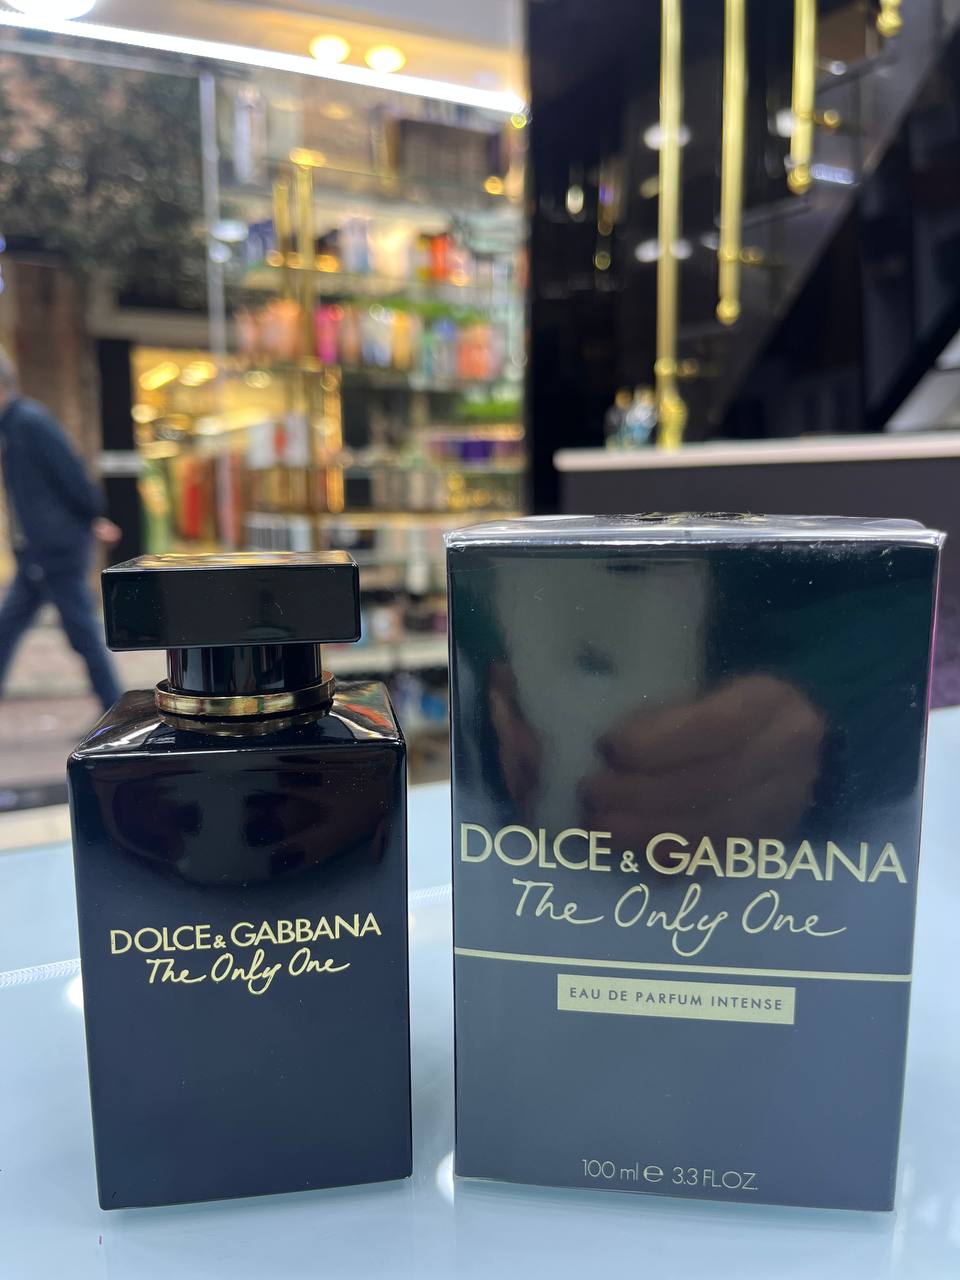 DOLCE & GABBANA
The Only One
DOLCE & GABBANA
The Only One
EAU DE PARFUM INTENSE
100 ml ℮ 3.3 FL.OZ.